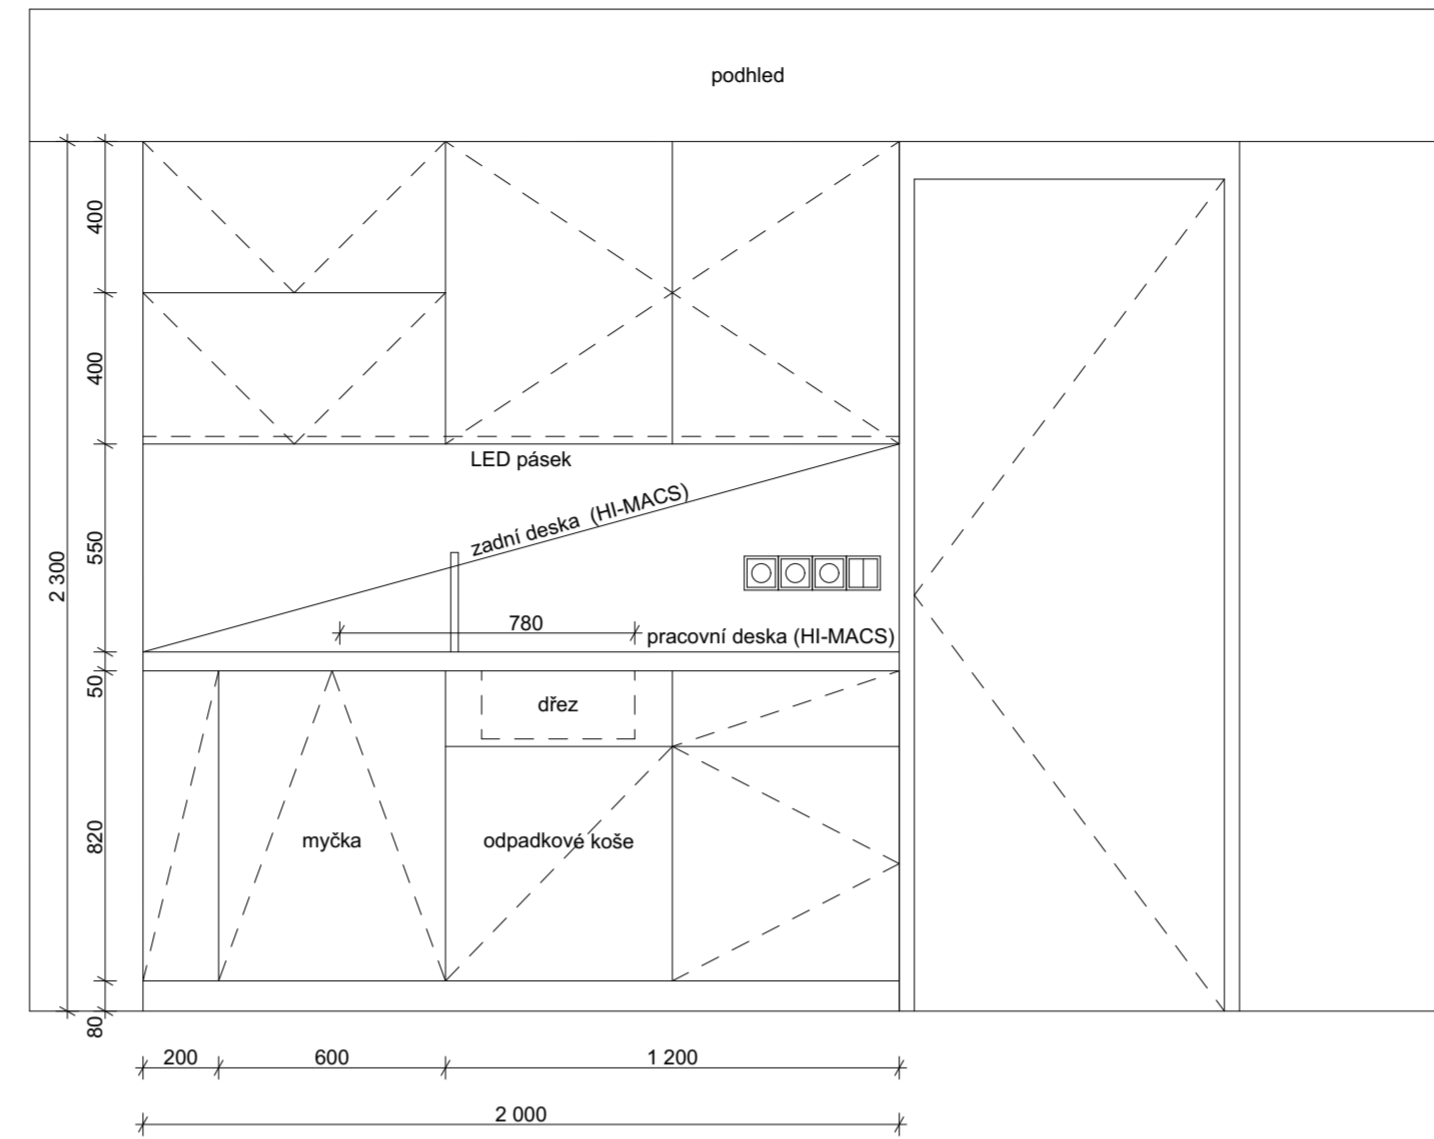 podhled
400
400
LED pásek
zadní deska (HI-MACS)
550
2 300
780
pracovní deska (HI-MACS)
50
dřez
820
myčka
odpadkové koše
80
200
600
1 200
2 000